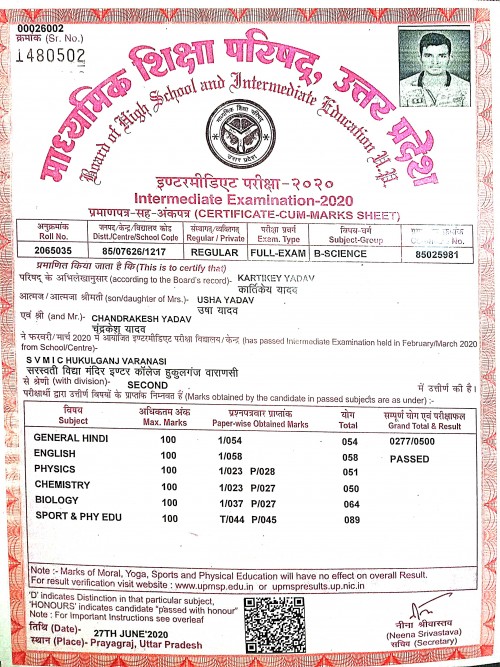 00026002
क्रमांक (Sr. No.)
1480502
माध्यमिक शिक्षा परिषद्, उत्तर प्रदेश
Board of High School and Intermediate Education U.P.
इण्टरमीडिएट परीक्षा-२०२०
Intermediate Examination-2020
प्रमाणपत्र-सह-अंकपत्र (CERTIFICATE-CUM-MARKS SHEET)
अनुक्रमांक जनपद/केन्द्र/विद्यालय कोड संस्थागत/व्यक्तिगत परीक्षा प्रवर्ग विषय-वर्ग
Roll No. Distt./Centre/School Code Regular / Private Exam. Type Subject-Group
2065035 85/07626/1217 REGULAR FULL-EXAM B-SCIENCE 85025981
प्रमाणित किया जाता है कि(This is to certify that)
परिषद् के अभिलेखानुसार (according to the Board's record)- KARTIKEY YADAV
कार्तिकेय यादव
आत्मज / आत्मजा श्रीमती (son/daughter of Mrs.)- USHA YADAV
उषा यादव
एवं श्री (and Mr.)- CHANDRAKESH YADAV
चंद्रकेश यादव
ने फरवरी/मार्च 2020 में आयोजित इण्टरमीडिएट परीक्षा विद्यालय/केन्द्र (has passed Intermediate Examination held in February/March 2020
from School/Centre)-
S V M I C HUKULGANJ VARANASI
सरस्वती विद्या मंदिर इण्टर कॉलेज हुकुलगंज वाराणसी
से श्रेणी (with division)- SECOND में उत्तीर्ण की है।
परीक्षार्थी द्वारा उत्तीर्ण विषयों के प्राप्तांक निम्नवत हैं (Marks obtained by the candidate in passed subjects are as under) :-
विषय अधिकतम अंक प्रश्नपत्रवार प्राप्तांक योग सम्पूर्ण योग एवं परीक्षाफल
Subject Max. Marks Paper-wise Obtained Marks Total Grand Total & Result
GENERAL HINDI 100 1/054 054 0277/0500
ENGLISH 100 1/058 058 PASSED
PHYSICS 100 1/023 P/028 051
CHEMISTRY 100 1/023 P/027 050
BIOLOGY 100 1/037 P/027 064
SPORT & PHY EDU 100 T/044 P/045 089
Note :- Marks of Moral, Yoga, Sports and Physical Education will have no effect on overall Result.
For result verification visit website : www.upmsp.edu.in or upmspresults.up.nic.in
'D' indicates Distinction in that particular subject,
'HONOURS' indicates candidate "passed with honour"
Note : For Important Instructions see overleaf
तिथि (Date)- 27TH JUNE'2020
स्थान (Place)- Prayagraj, Uttar Pradesh
नीना श्रीवास्तव
(Neena Srivastava)
सचिव (Secretary)